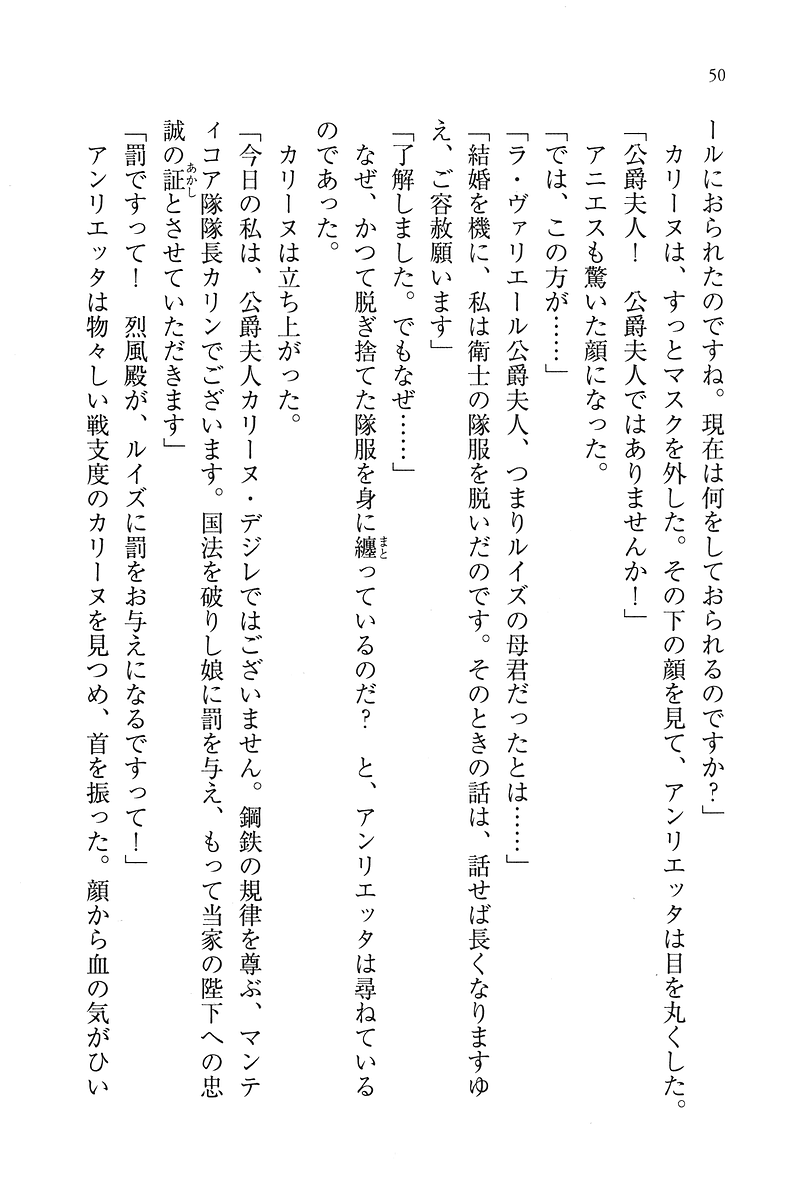 50
ールにおられたのですね。現在は何をしておられるのですか？」
カリーヌは、すっとマスクを外した。その下の顔を見て、アンリエッタは目を丸くした。
「公爵夫人！　公爵夫人ではありませんか！」
アニエスも驚いた顔になった。
「では、この方が……」
「ラ・ヴァリエール公爵夫人、つまりルイズの母君だったとは……」
「結婚を機に、私は衛士の隊服を脱いだのです。そのときの話は、話せば長くなりますゆ
え、ご容赦願います」
「了解しました。でもなぜ……」
なぜ、かつて脱ぎ捨てた隊服を身に纏っているのだ？　と、アンリエッタは尋ねている
のであった。
カリーヌは立ち上がった。
「今日の私は、公爵夫人カリーヌ・デジレではございません。鋼鉄の規律を尊ぶ、マンテ
ィコア隊隊長カリンでございます。国法を破りし娘に罰を与え、もって当家の陛下への忠
誠の証とさせていただきます」
「罰ですって！　烈風殿が、ルイズに罰をお与えになるですって！」
アンリエッタは物々しい戦支度のカリーヌを見つめ、首を振った。顔から血の気がひい